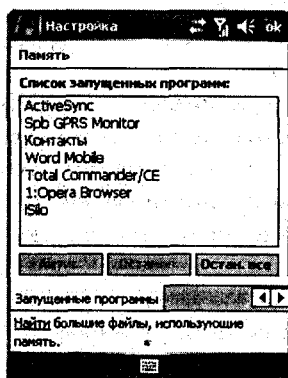 Настройка ok
Память
Список запущенных программ:
ActiveSync
Spb GPRS Monitor
Контакты
Word Mobile
Total Commander/CE
1:Opera Browser
iSilo
Остан. все
Запущенные программы
Найти большие файлы, использующие
память.